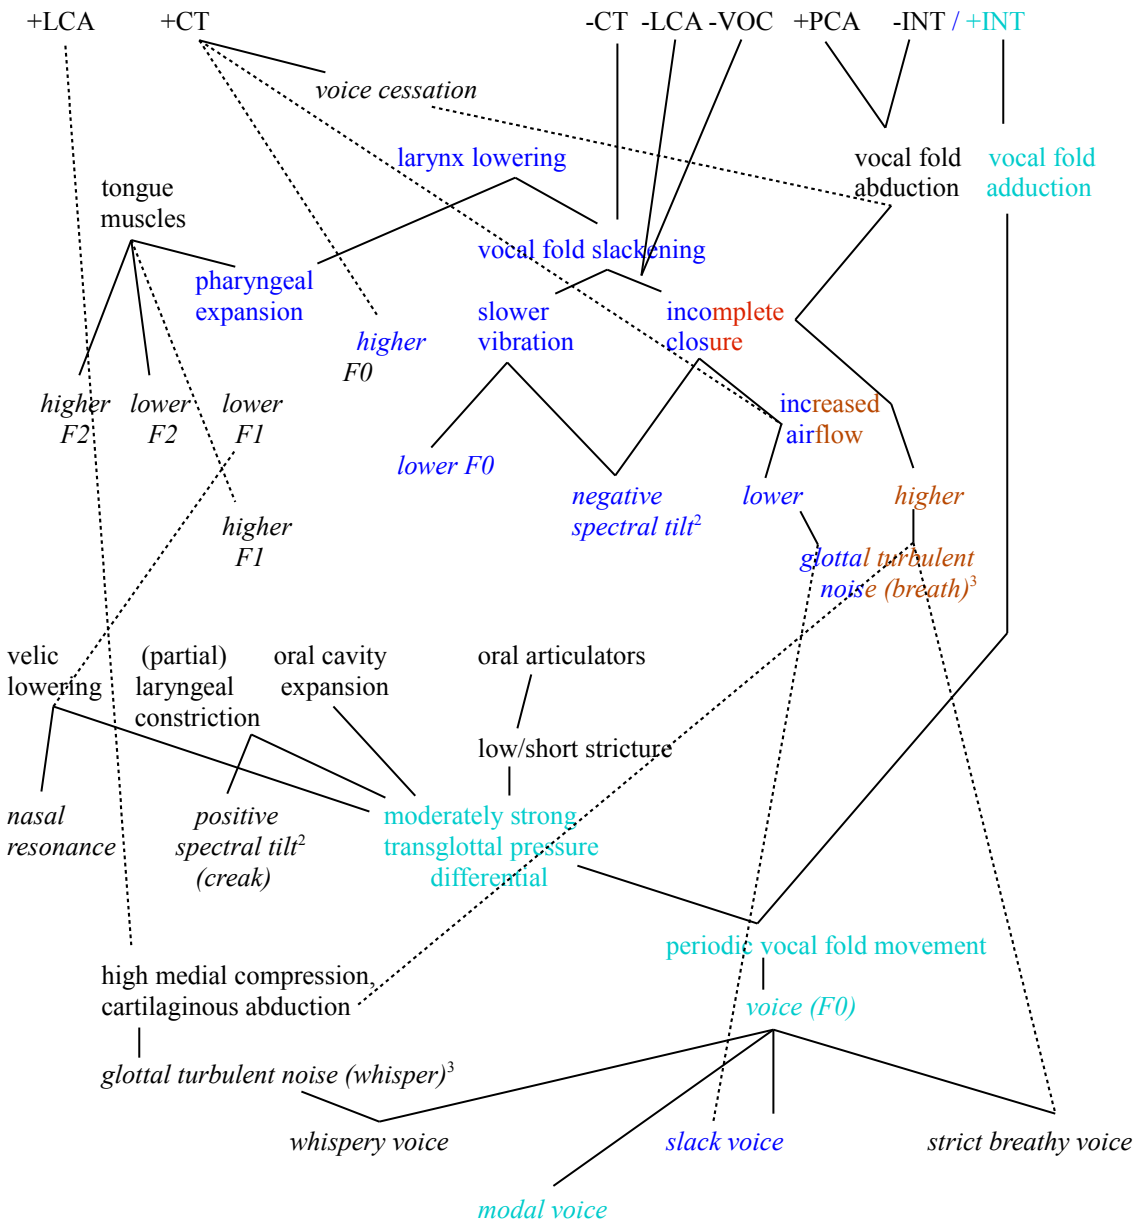 +LCA +CT -CT -LCA -VOC +PCA -INT / +INT
voice cessation
larynx lowering
vocal fold
abduction
vocal fold
adduction
tongue
muscles
vocal fold slackening
pharyngeal
expansion
slower
vibration
incomplete
closure
higher
F0
higher
F2
lower
F2
lower
F1
increased
airflow
lower F0
negative
spectral tilt2
lower
higher
higher
F1
glottal turbulent
noise (breath)3
velic
lowering
(partial)
laryngeal
constriction
oral cavity
expansion
oral articulators
low/short stricture
nasal
resonance
positive
spectral tilt2
(creak)
moderately strong
transglottal pressure
differential
periodic vocal fold movement
high medial compression,
cartilaginous abduction
voice (F0)
glottal turbulent noise (whisper)3
whispery voice
slack voice
strict breathy voice
modal voice